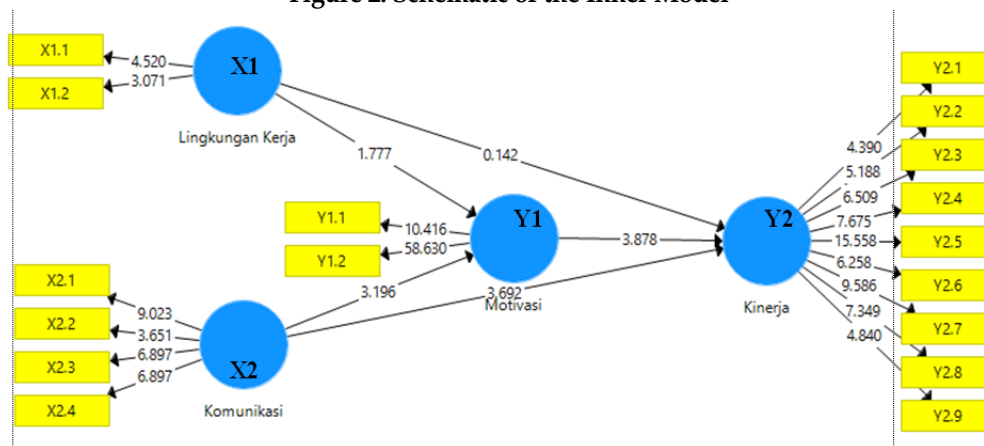 Figure 2. Schematic of the Inner Model
X1.1
X1.2
4.520
3.071
X1
Lingkungan Kerja
1.777
0.142
Y1.1
Y1.2
10.416
58.630
Y1
Motivasi
3.878
3.196
3.692
X2.1
X2.2
X2.3
X2.4
9.023
3.651
6.897
6.897
X2
Komunikasi
Y2
Kinerja
4.390
5.188
6.509
7.675
15.558
6.258
9.586
7.349
4.840
Y2.1
Y2.2
Y2.3
Y2.4
Y2.5
Y2.6
Y2.7
Y2.8
Y2.9